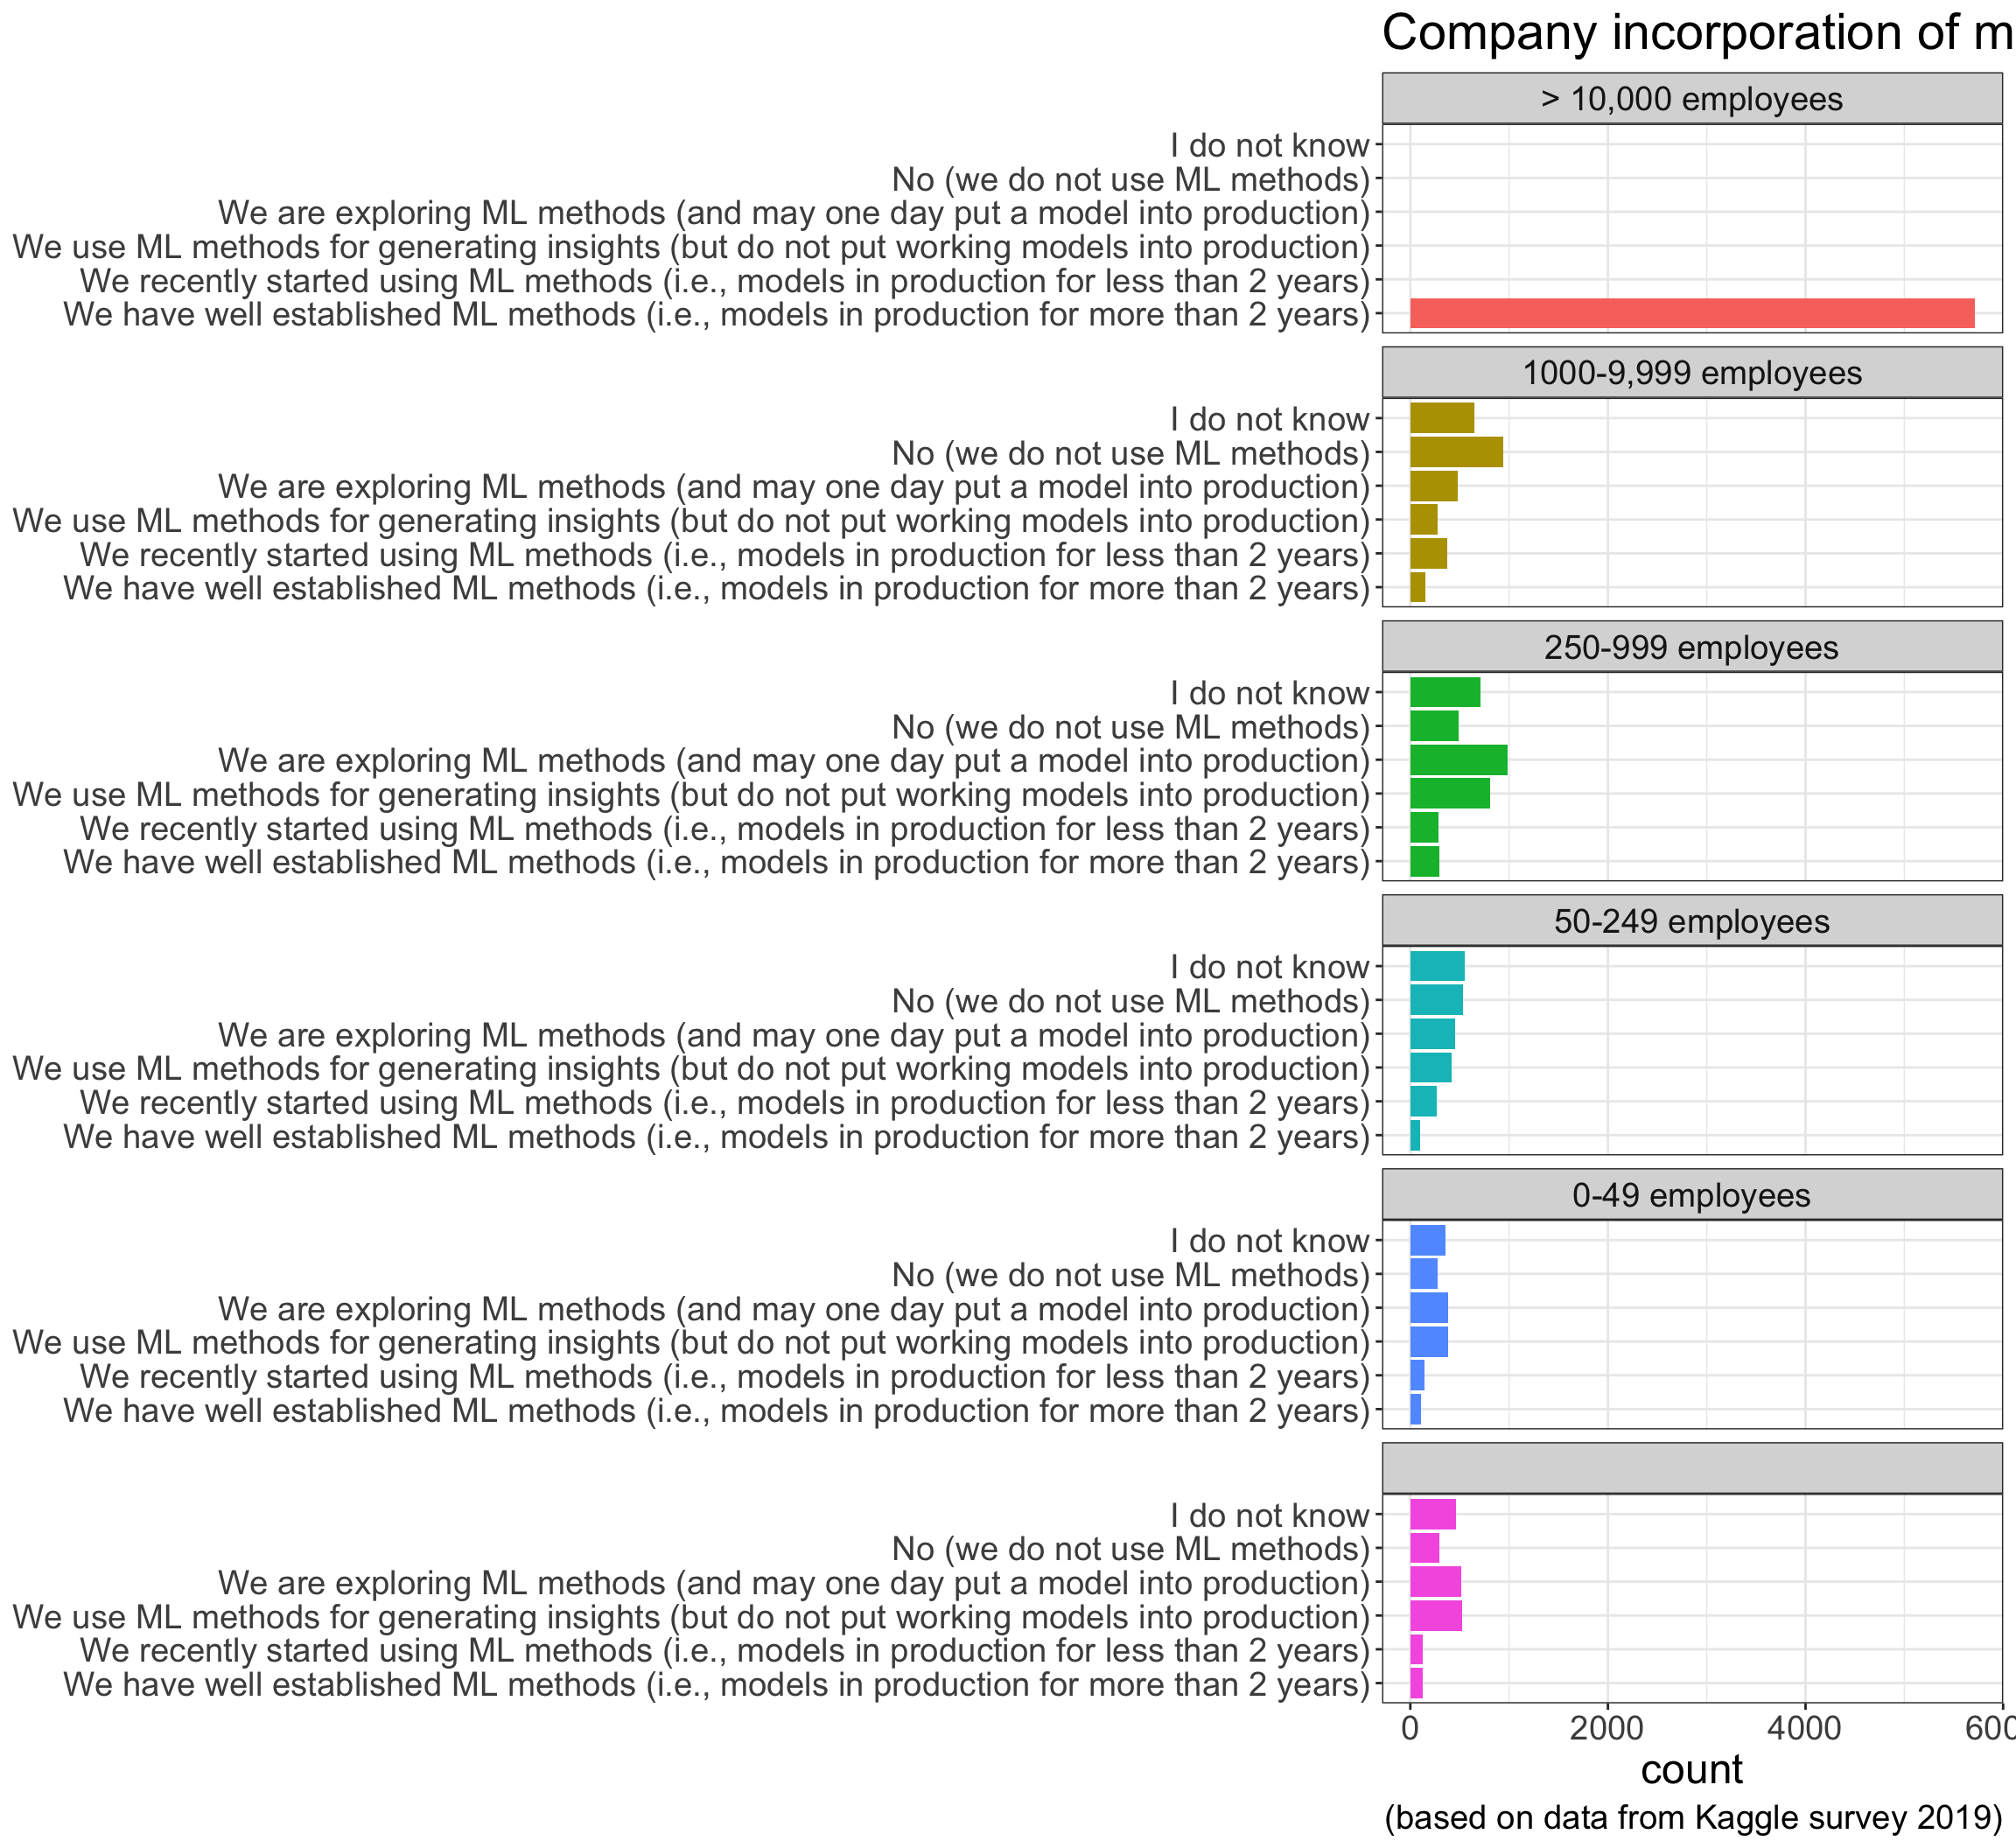 Company incorporation of m
> 10,000 employees
I do not know
No (we do not use ML methods)
We are exploring ML methods (and may one day put a model into production)
We use ML methods for generating insights (but do not put working models into production)
We recently started using ML methods (i.e., models in production for less than 2 years)
We have well established ML methods (i.e., models in production for more than 2 years)
1000-9,999 employees
I do not know
No (we do not use ML methods)
We are exploring ML methods (and may one day put a model into production)
We use ML methods for generating insights (but do not put working models into production)
We recently started using ML methods (i.e., models in production for less than 2 years)
We have well established ML methods (i.e., models in production for more than 2 years)
250-999 employees
I do not know
No (we do not use ML methods)
We are exploring ML methods (and may one day put a model into production)
We use ML methods for generating insights (but do not put working models into production)
We recently started using ML methods (i.e., models in production for less than 2 years)
We have well established ML methods (i.e., models in production for more than 2 years)
50-249 employees
I do not know
No (we do not use ML methods)
We are exploring ML methods (and may one day put a model into production)
We use ML methods for generating insights (but do not put working models into production)
We recently started using ML methods (i.e., models in production for less than 2 years)
We have well established ML methods (i.e., models in production for more than 2 years)
0-49 employees
I do not know
No (we do not use ML methods)
We are exploring ML methods (and may one day put a model into production)
We use ML methods for generating insights (but do not put working models into production)
We recently started using ML methods (i.e., models in production for less than 2 years)
We have well established ML methods (i.e., models in production for more than 2 years)
I do not know
No (we do not use ML methods)
We are exploring ML methods (and may one day put a model into production)
We use ML methods for generating insights (but do not put working models into production)
We recently started using ML methods (i.e., models in production for less than 2 years)
We have well established ML methods (i.e., models in production for more than 2 years)
0 2000 4000 600
count
(based on data from Kaggle survey 2019)